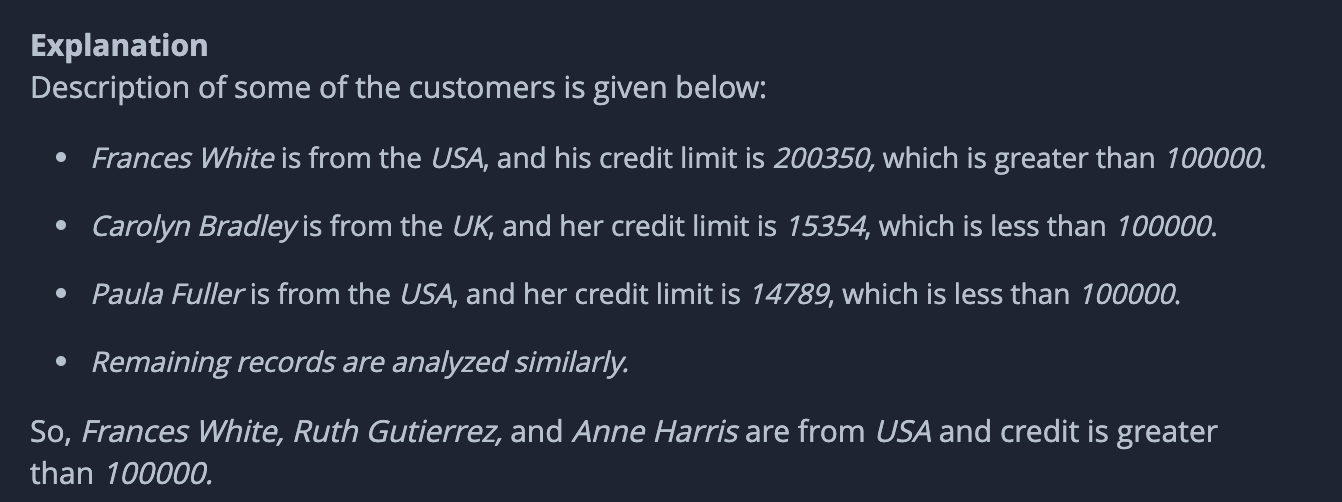 Explanation
Description of some of the customers is given below:
• Frances White is from the USA, and his credit limit is 200350, which is greater than 100000.
• Carolyn Bradley is from the UK, and her credit limit is 15354, which is less than 100000.
• Paula Fuller is from the USA, and her credit limit is 14789, which is less than 100000.
• Remaining records are analyzed similarly.
So, Frances White, Ruth Gutierrez, and Anne Harris are from USA and credit is greater
than 100000.